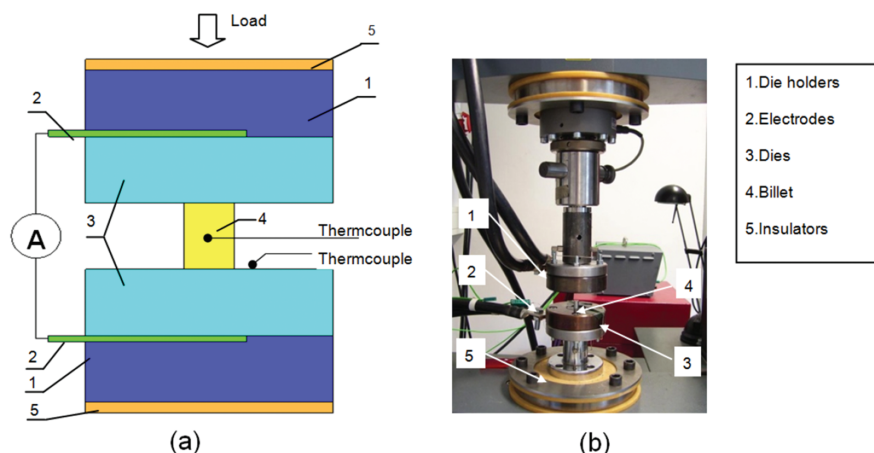 Load
5
1
2
A
3
4
Thermcouple
Thermcouple
2
1
5
(a)
1
2
4
3
5
(b)
1.Die holders
2.Electrodes
3.Dies
4.Billet
5.Insulators